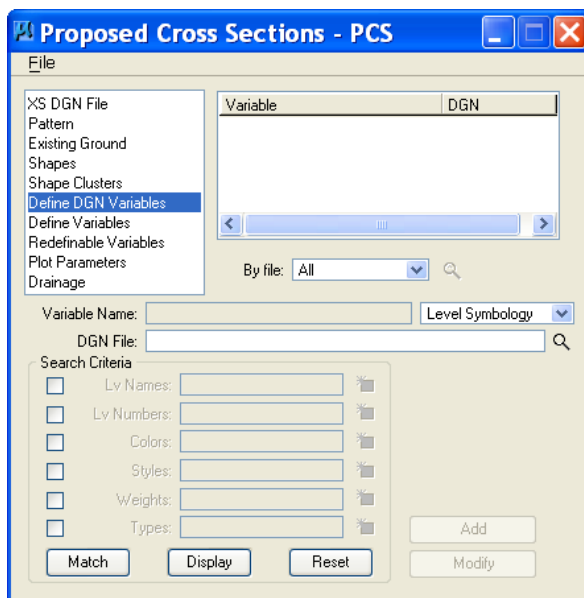 Proposed Cross Sections - PCS
File
XS DGN File
Pattern
Existing Ground
Shapes
Shape Clusters
Define DGN Variables
Define Variables
Redefinable Variables
Plot Parameters
Drainage
Variable DGN
By file: All
Variable Name: Level Symbology
DGN File:
Search Criteria
Lv Names:
Lv Numbers:
Colors:
Styles:
Weights:
Types:
Add
Match Display Reset Modify